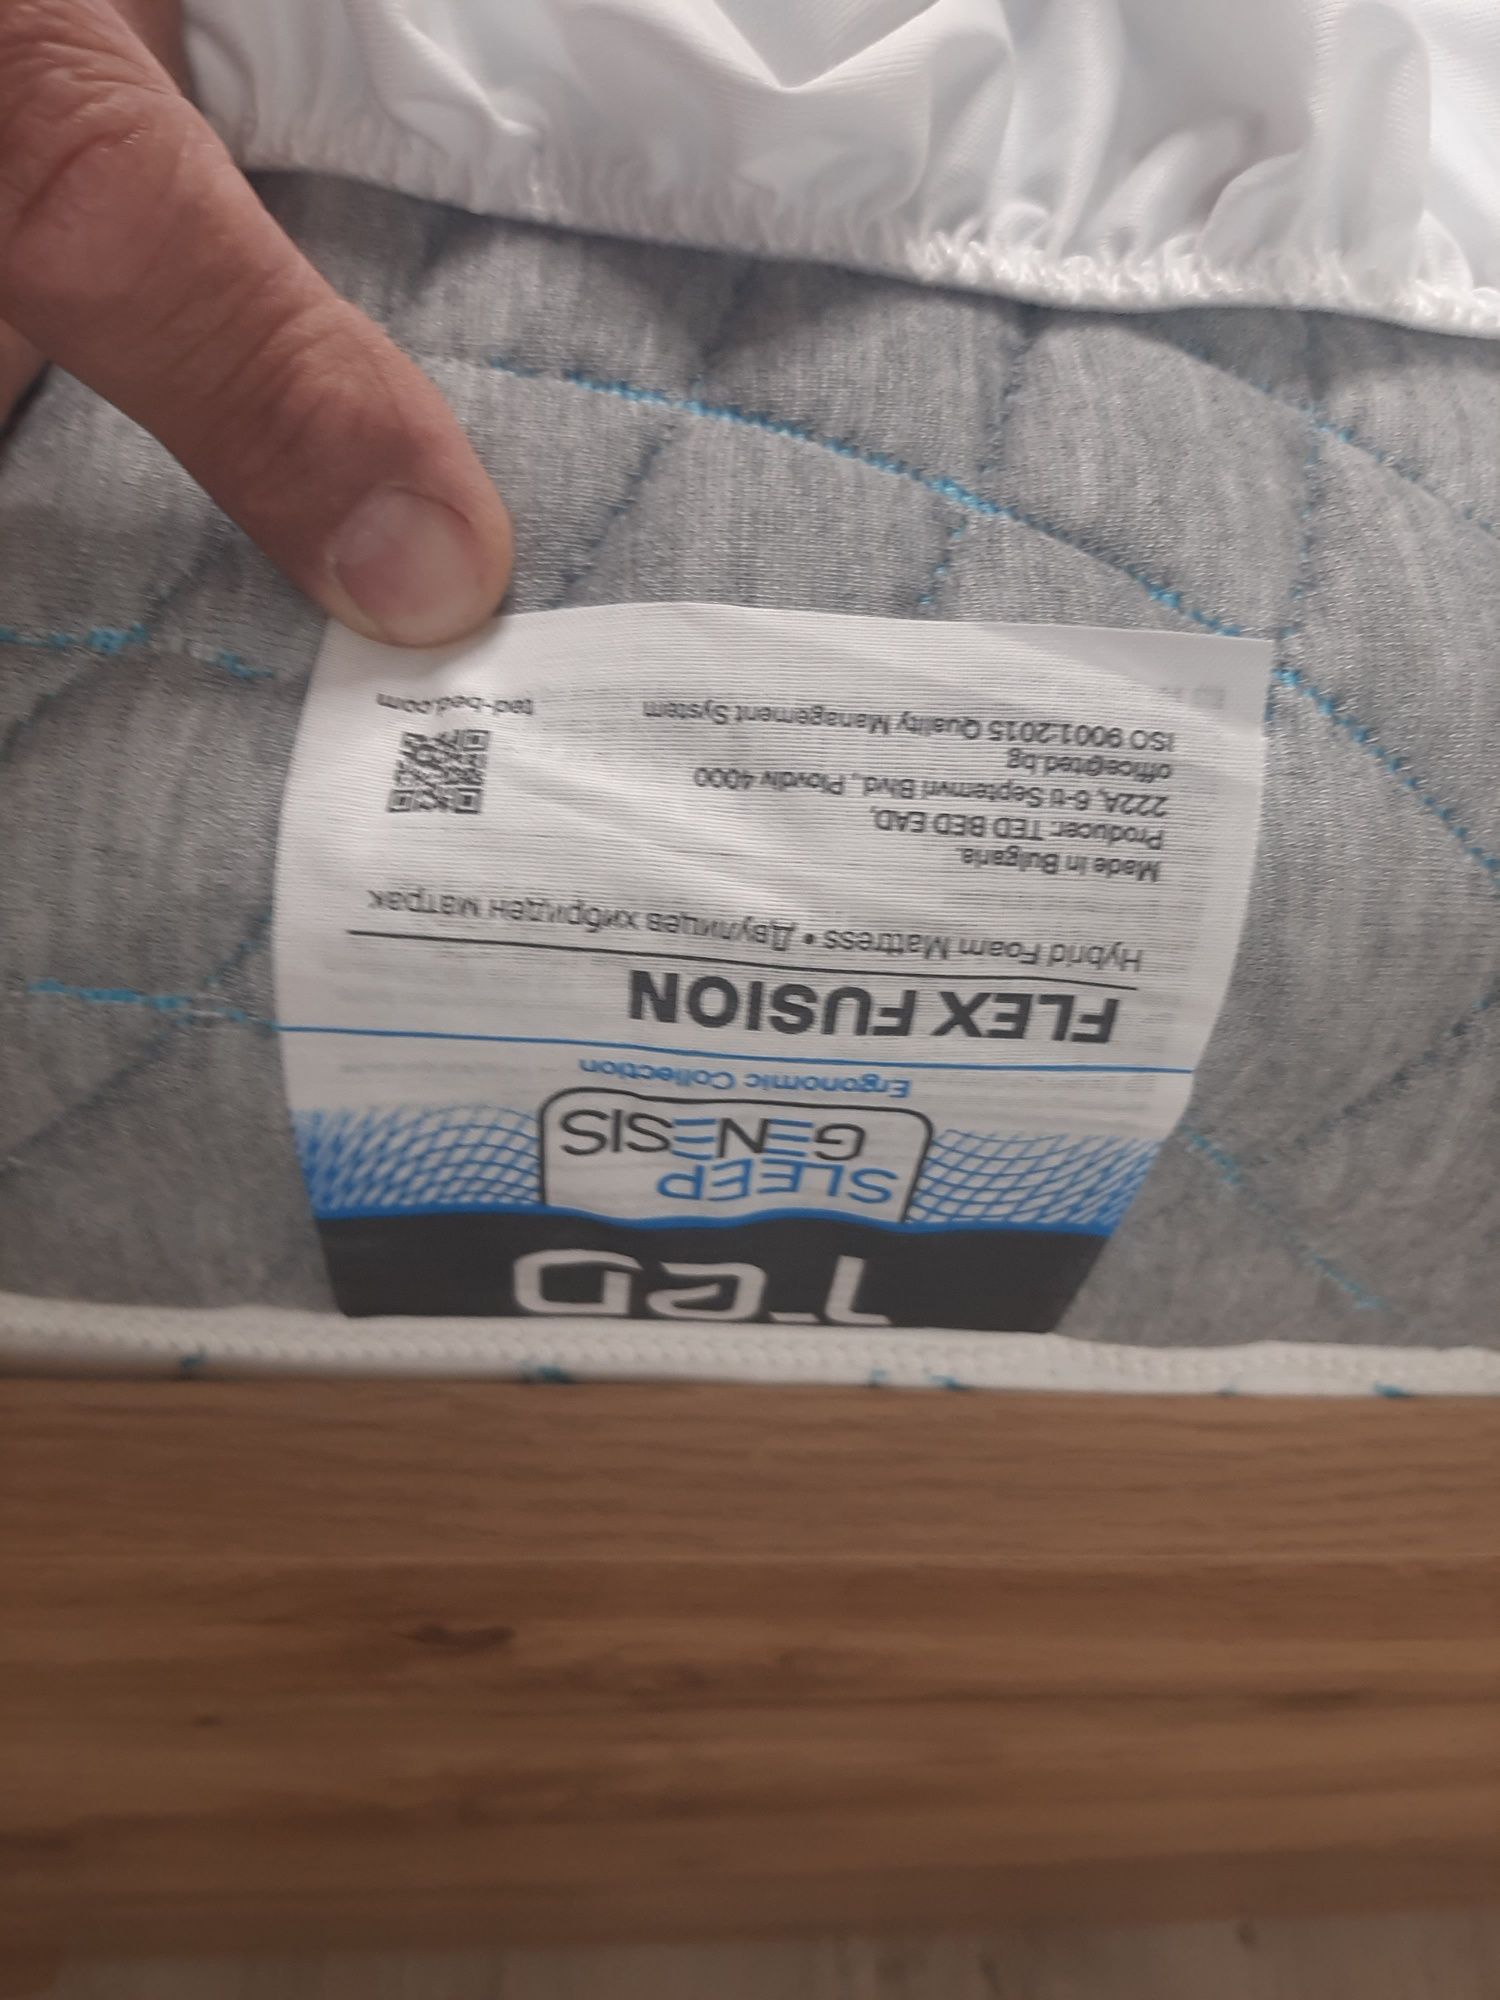 TED
SLEEP
GENESIS
Ergonomic Collection
FLEX FUSION
Hybrid Foam Mattress • Двулицев хибриден матрак
Made in Bulgaria.
Producer: TED BED EAD,
222A, 6-ti Septemvri Blvd., Plovdiv 4000
office@ted.bg
ISO 9001:2015 Quality Management System
ted-bed.com